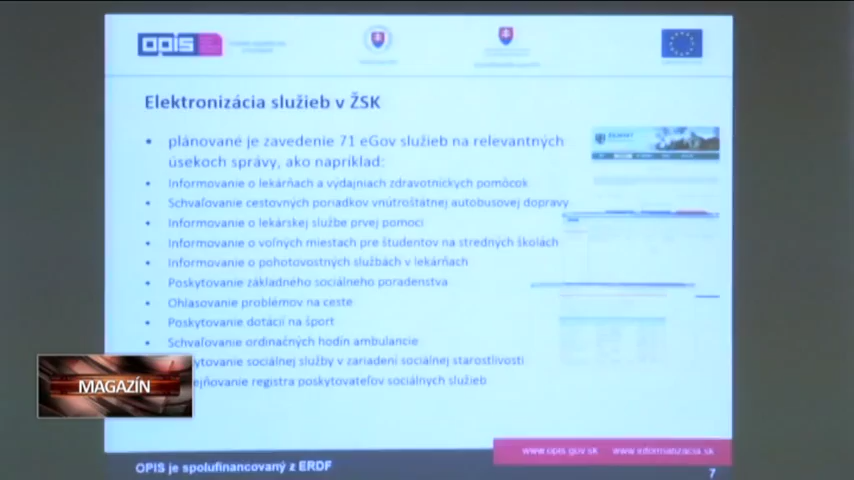 opis
Elektronizácia služieb v ŽSK
• plánované je zavedenie 71 eGov služieb na relevantných
úsekoch správy, ako napríklad:
• Informovanie o lekárňach a výdajniach zdravotníckych pomôcok
• Schvaľovanie cestovných poriadkov vnútroštátnej autobusovej dopravy
• Informovanie o lekárskej službe prvej pomoci
• Informovanie o voľných miestach pre študentov na stredných školách
• Informovanie o pohotovostných službách v lekárňach
• Poskytovanie základného sociálneho poradenstva
• Ohlasovanie problémov na ceste
• Poskytovanie dotácií na šport
• Schvaľovanie ordinačných hodín ambulancie
ytovanie sociálnej služby v zariadení sociálnej starostlivosti
ejňovanie registra poskytovateľov sociálnych služieb
MAGAZÍN
www.opis.gov.sk www.informatizacia.sk
OPIS je spolufinancovaný z ERDF
7